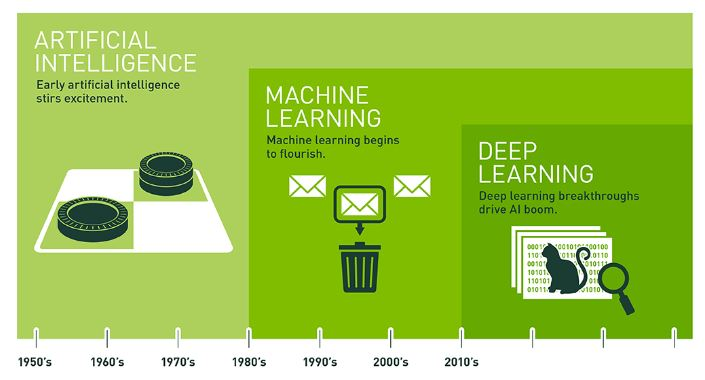 ARTIFICIAL
INTELLIGENCE
Early artificial intelligence
stirs excitement.
MACHINE
LEARNING
Machine learning begins
to flourish.
DEEP
LEARNING
Deep learning breakthroughs
drive AI boom.
1950's 1960's 1970's 1980's 1990's 2000's 2010's